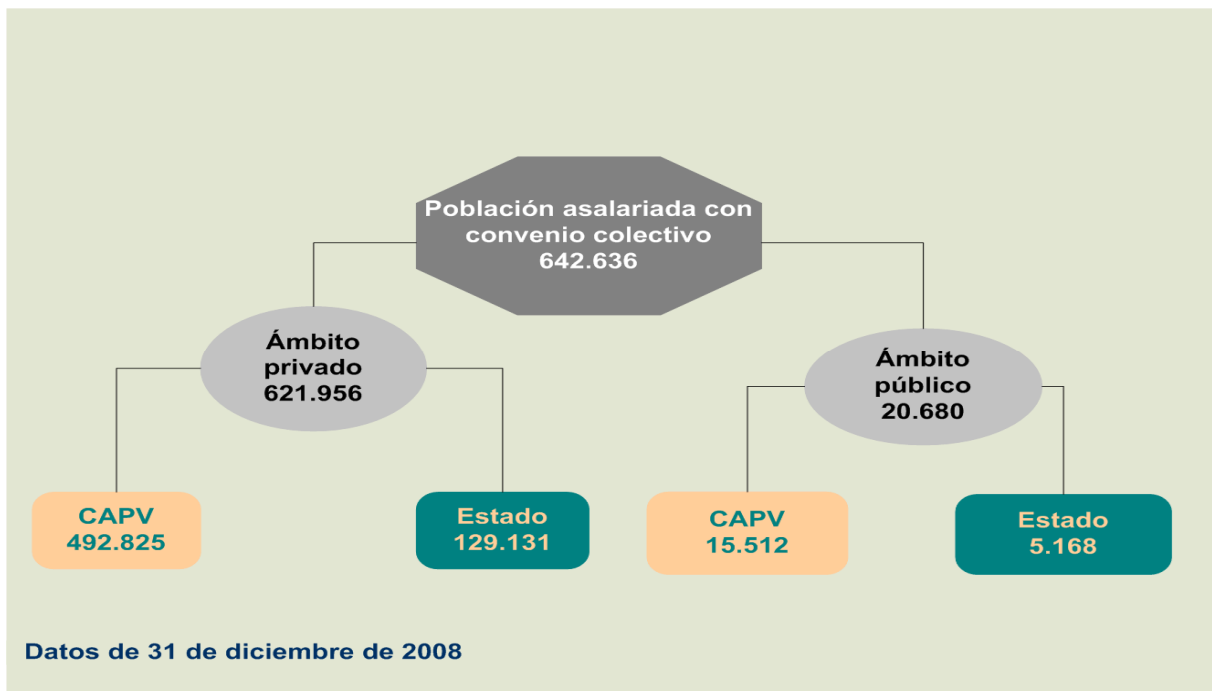 Población asalariada con
convenio colectivo
642.636
Ámbito
privado
621.956
Ámbito
público
20.680
CAPV
492.825
Estado
129.131
CAPV
15.512
Estado
5.168
Datos de 31 de diciembre de 2008